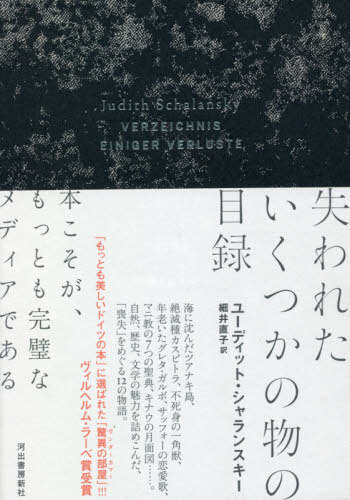 Judith Schalansky
VERZEICHNIS
EINIGER VERLUSTE
失われた
いくつかの物の
目録
ユーディット・シャランスキー
細井直子 訳
海に沈んだツアナキ島、
絶滅種カスピトラ、不死身の一角獣、
年老いたグレタ・ガルボ、サッフォーの恋愛歌、
マニ教の7つの聖典、キナウの月面図……。
自然、歴史、文学の魅力を詰めこんだ、
「喪失」をめぐる12の物語。
「もっとも美しいドイツの本」に選ばれた「驚異の部屋」!!!
ヴンダーカマー
ヴィルヘルム・ラーベ賞受賞
本こそが、
もっとも完璧な
メディアである
河出書房新社